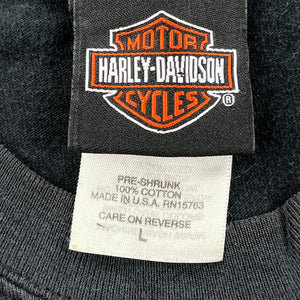 MOTOR
HARLEY-DAVIDSON
CYCLES ®
PRE-SHRUNK
100% COTTON
MADE IN U.S.A. RN15763
CARE ON REVERSE
L